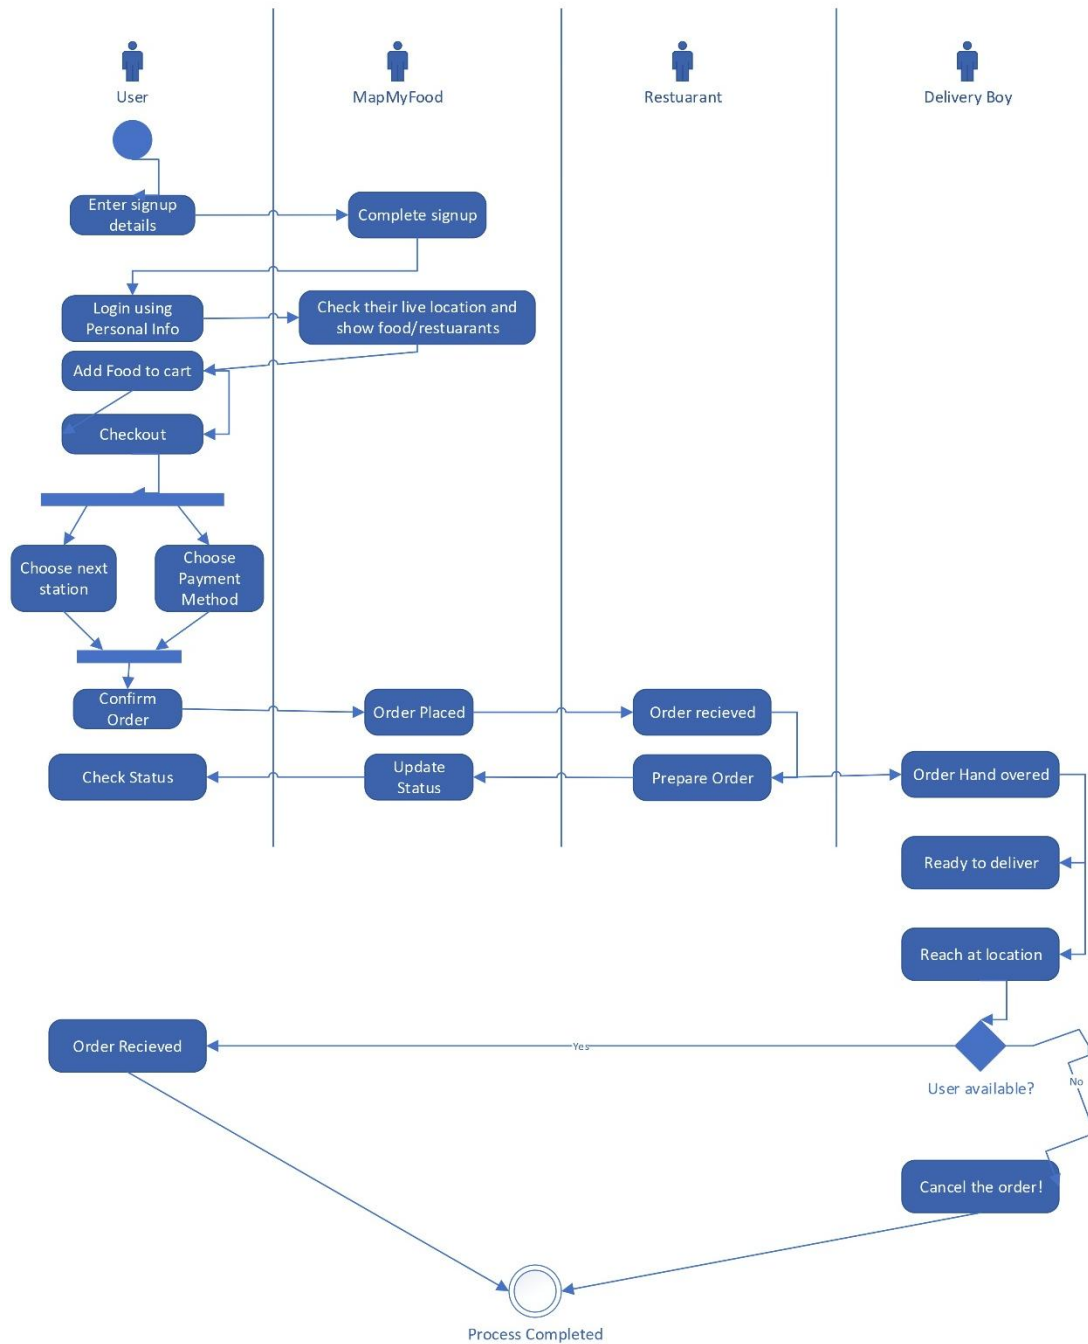 User
MapMyFood
Restuarant
Delivery Boy
Enter signup
details
Complete signup
Login using
Personal Info
Check their live location and
show food/restuarants
Add Food to cart
Checkout
Choose next
station
Choose
Payment
Method
Confirm
Order
Order Placed
Order recieved
Check Status
Update
Status
Prepare Order
Order Hand overed
Ready to deliver
Reach at location
Order Recieved
Yes
User available?
No
Cancel the order!
Process Completed